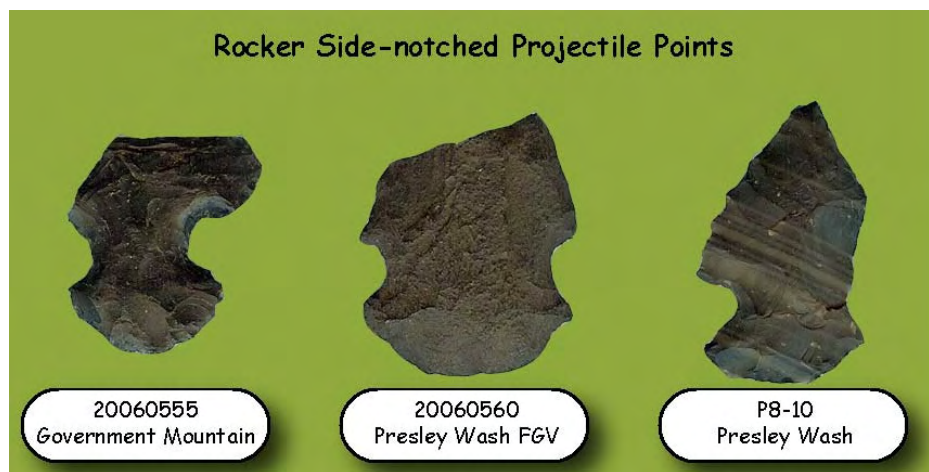 Rocker Side-notched Projectile Points
20060555
Government Mountain
20060560
Presley Wash FGV
P8-10
Presley Wash